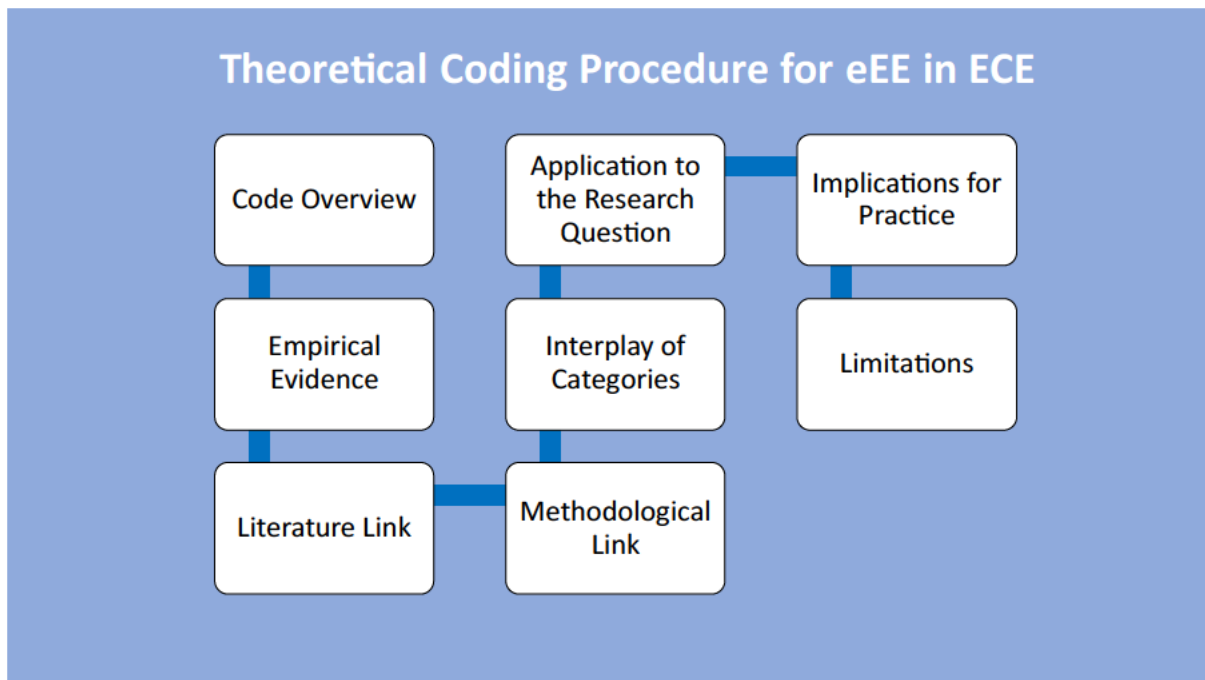 Theoretical Coding Procedure for eEE in ECE
Code Overview
Empirical
Evidence
Literature Link
Methodological
Link
Interplay of
Categories
Application to
the Research
Question
Implications for
Practice
Limitations